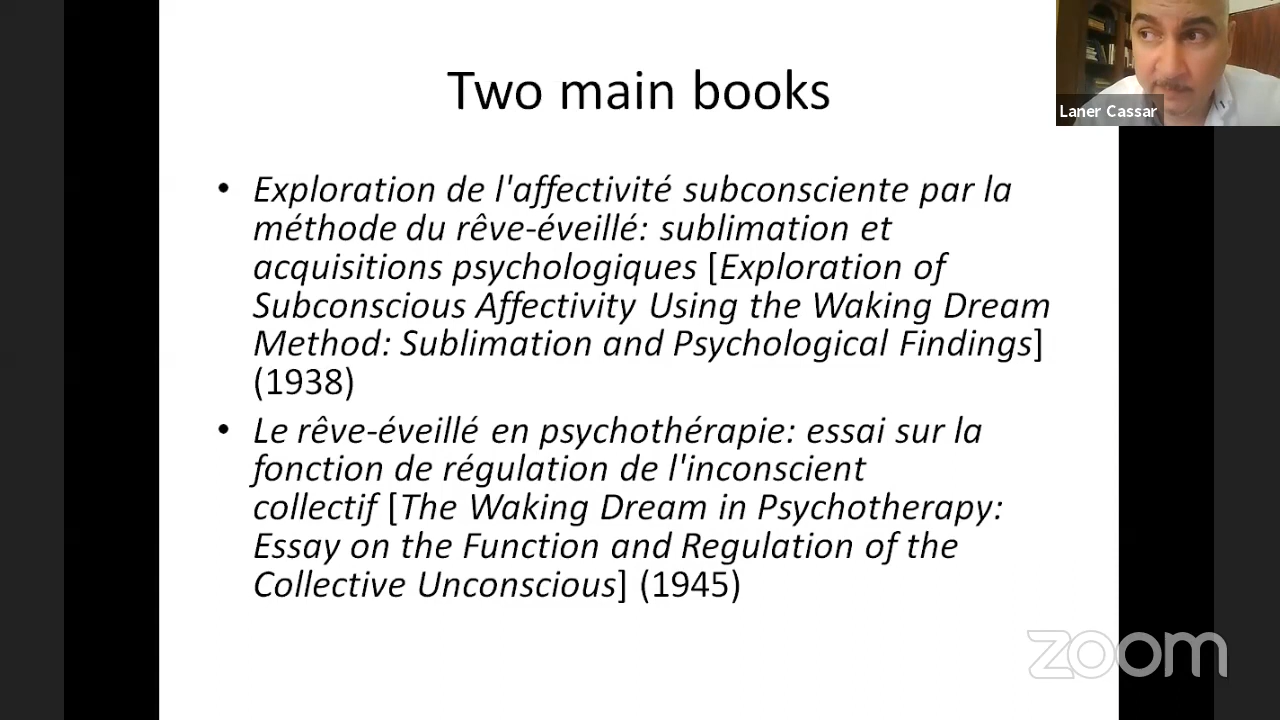 Two main books
Laner Cassar
• Exploration de l'affectivité subconsciente par la
méthode du rêve-éveillé: sublimation et
acquisitions psychologiques [Exploration of
Subconscious Affectivity Using the Waking Dream
Method: Sublimation and Psychological Findings]
(1938)
• Le rêve-éveillé en psychothérapie: essai sur la
fonction de régulation de l'inconscient
collectif [The Waking Dream in Psychotherapy:
Essay on the Function and Regulation of the
Collective Unconscious] (1945)
zoom